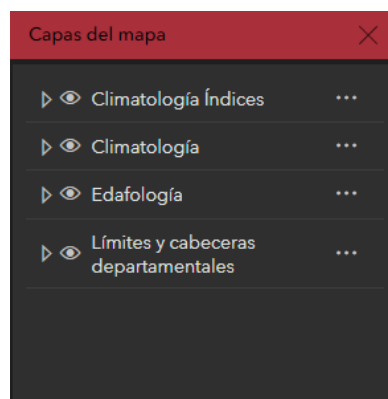 Capas del mapa
Climatología Índices
Climatología
Edafología
Límites y cabeceras
departamentales